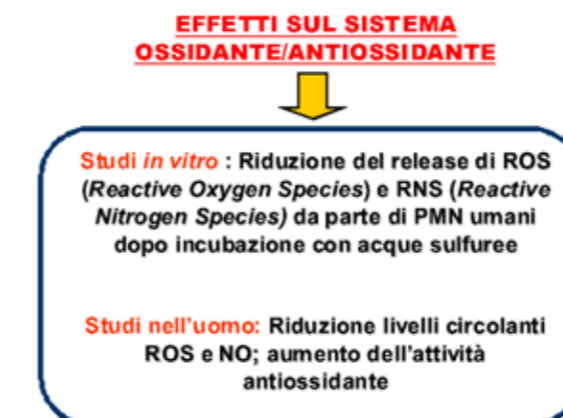 EFFETTI SUL SISTEMA
OSSIDANTE/ANTIOSSIDANTE
Studi in vitro : Riduzione del release di ROS
(Reactive Oxygen Species) e RNS (Reactive
Nitrogen Species) da parte di PMN umani
dopo incubazione con acque sulfuree
Studi nell'uomo: Riduzione livelli circolanti
ROS e NO; aumento dell'attività
antiossidante